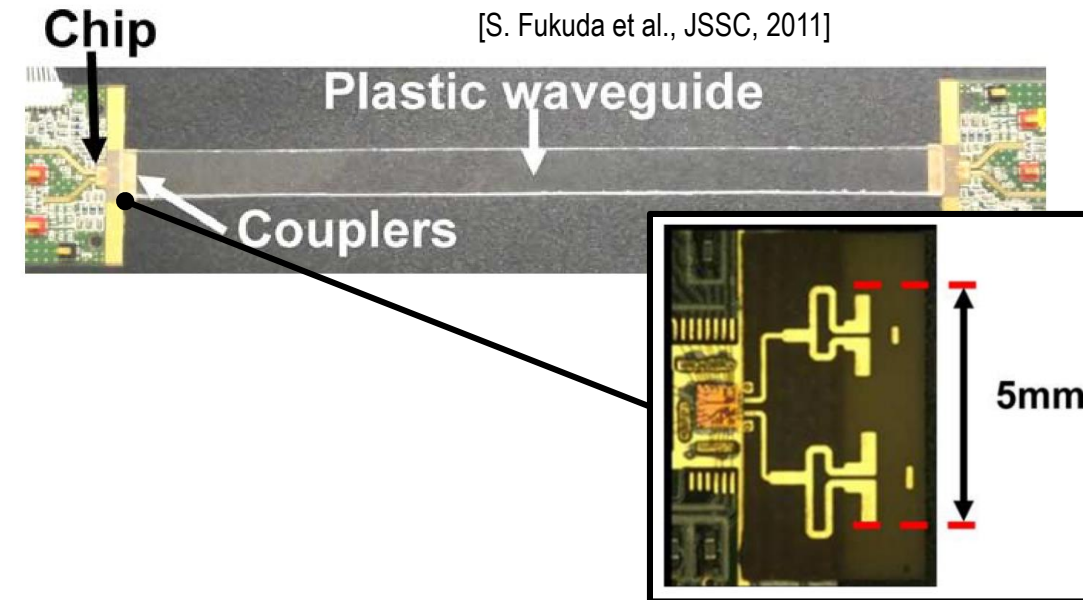 Chip
[S. Fukuda et al., JSSC, 2011]
Plastic waveguide
Couplers
5mm